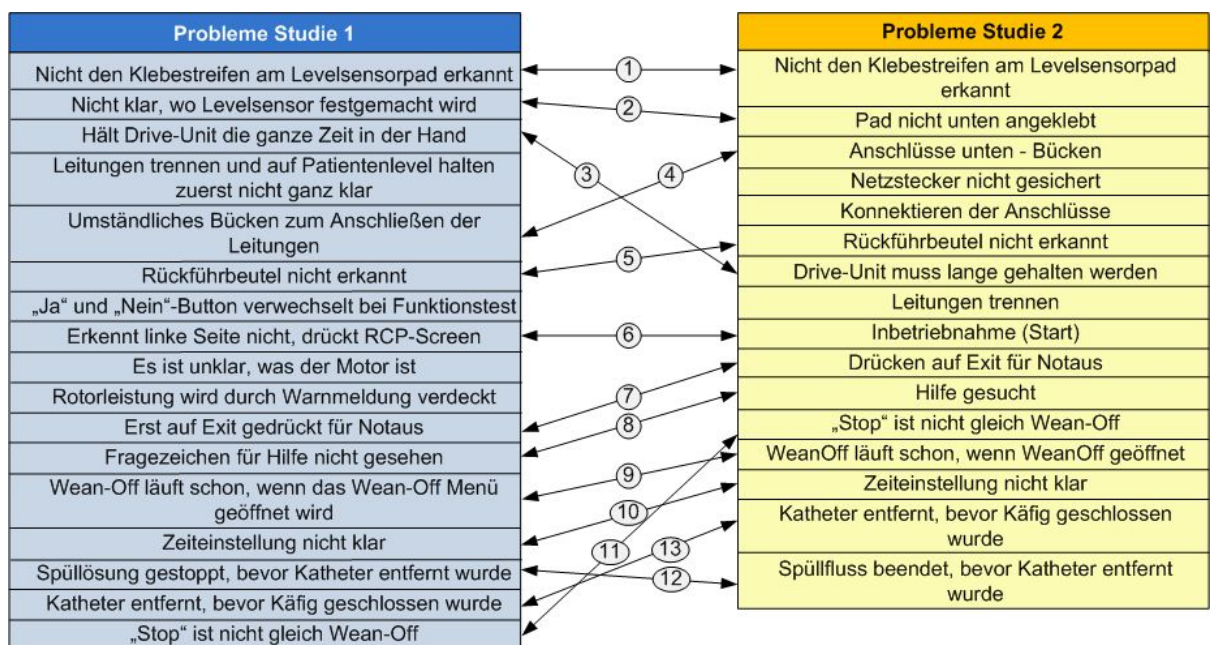 Probleme Studie 1
Nicht den Klebestreifen am Levelsensorpad erkannt
Nicht klar, wo Levelsensor festgemacht wird
Hält Drive-Unit die ganze Zeit in der Hand
Leitungen trennen und auf Patientenlevel halten
zuerst nicht ganz klar
Umständliches Bücken zum Anschließen der
Leitungen
Rückführbeutel nicht erkannt
„Ja“ und „Nein“-Button verwechselt bei Funktionstest
Erkennt linke Seite nicht, drückt RCP-Screen
Es ist unklar, was der Motor ist
Rotorleistung wird durch Warnmeldung verdeckt
Erst auf Exit gedrückt für Notaus
Fragezeichen für Hilfe nicht gesehen
Wean-Off läuft schon, wenn das Wean-Off Menü
geöffnet wird
Zeiteinstellung nicht klar
Spüllösung gestoppt, bevor Katheter entfernt wurde
Katheter entfernt, bevor Käfig geschlossen wurde
„Stop“ ist nicht gleich Wean-Off
1
2
3
4
5
6
7
8
9
10
11
13
12
Probleme Studie 2
Nicht den Klebestreifen am Levelsensorpad
erkannt
Pad nicht unten angeklebt
Anschlüsse unten - Bücken
Netzstecker nicht gesichert
Konnektieren der Anschlüsse
Rückführbeutel nicht erkannt
Drive-Unit muss lange gehalten werden
Leitungen trennen
Inbetriebnahme (Start)
Drücken auf Exit für Notaus
Hilfe gesucht
„Stop“ ist nicht gleich Wean-Off
WeanOff läuft schon, wenn WeanOff geöffnet
Zeiteinstellung nicht klar
Katheter entfernt, bevor Käfig geschlossen
wurde
Spüllfluss beendet, bevor Katheter entfernt
wurde